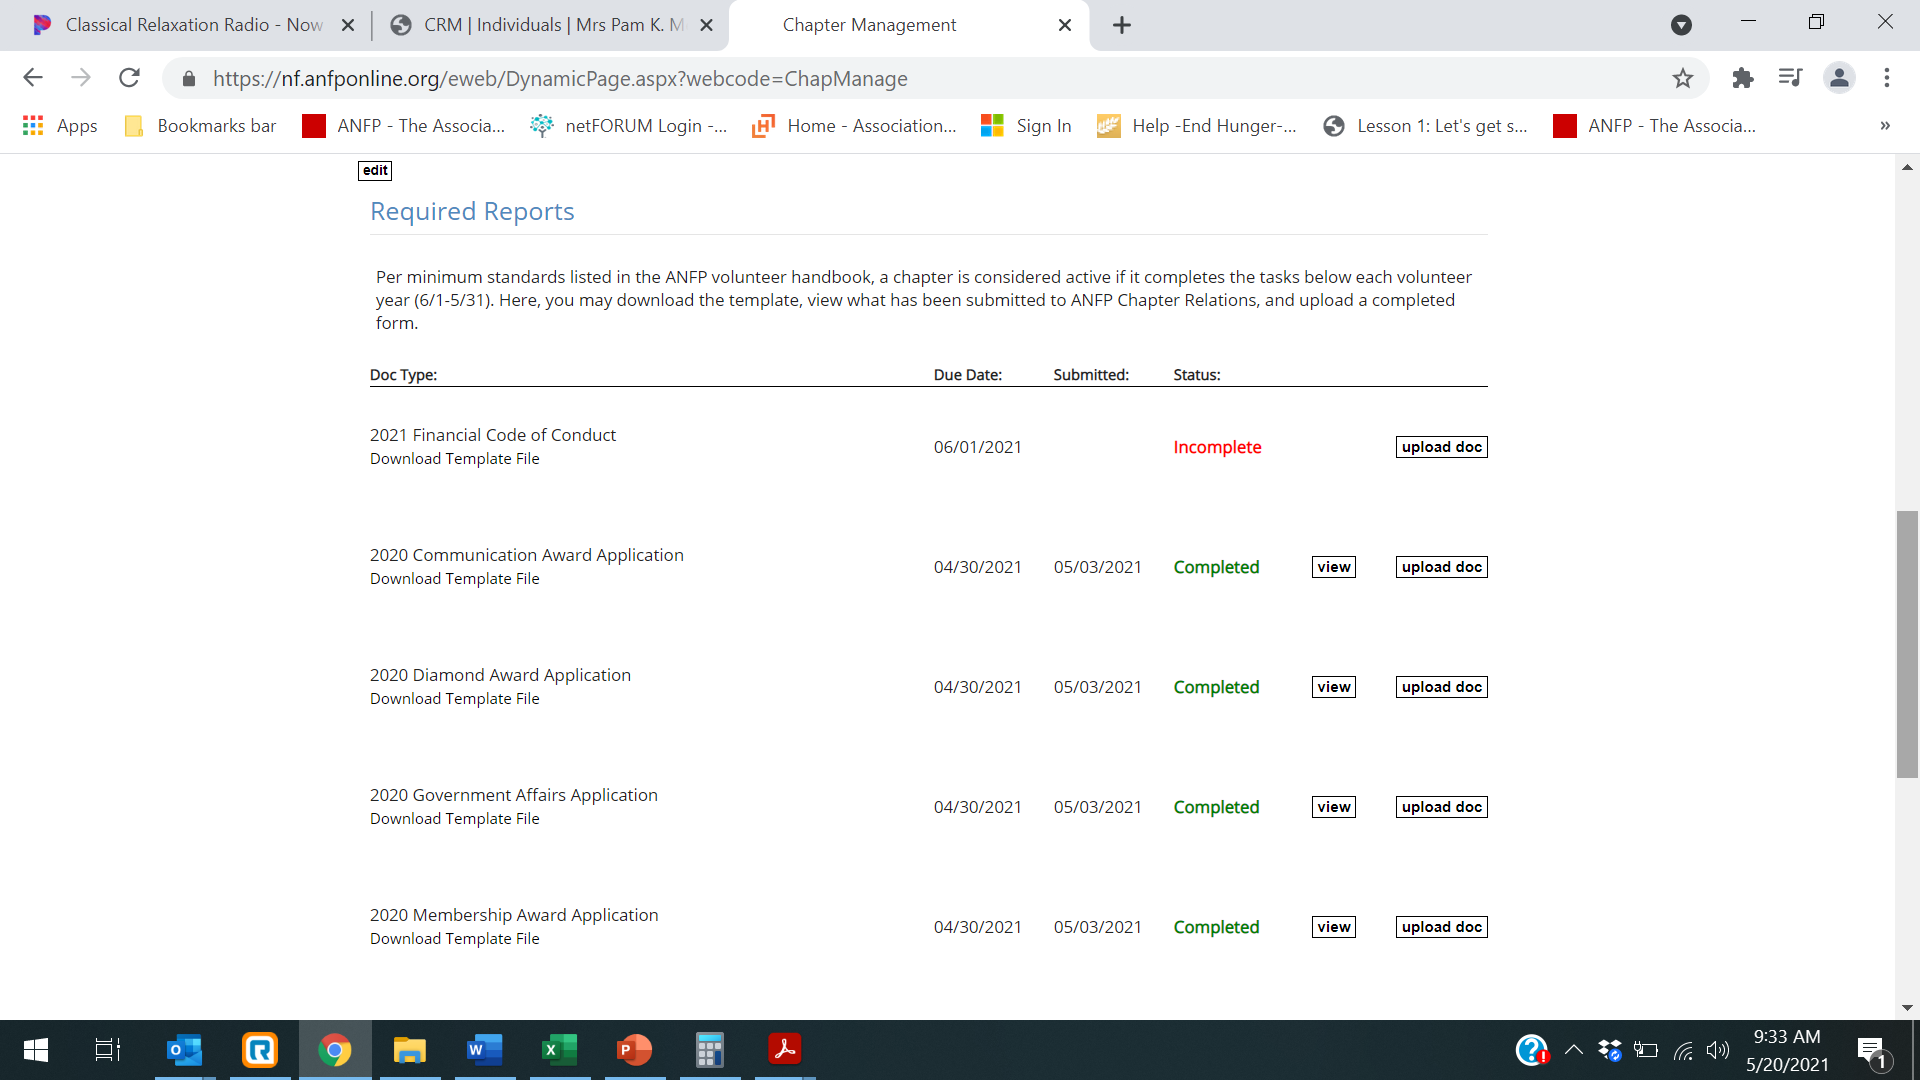 Classical Relaxation Radio - Now
CRM | Individuals | Mrs Pam K. M
Chapter Management
https://nf.anfponline.org/eweb/DynamicPage.aspx?webcode=ChapManage
Apps
Bookmarks bar
ANFP - The Associa...
netFORUM Login -...
Home - Association...
Sign In
Help -End Hunger-...
Lesson 1: Let's get s...
ANFP - The Associa...
»
edit
Required Reports
Per minimum standards listed in the ANFP volunteer handbook, a chapter is considered active if it completes the tasks below each volunteer
year (6/1-5/31). Here, you may download the template, view what has been submitted to ANFP Chapter Relations, and upload a completed
form.
Doc Type: Due Date: Submitted: Status:
2021 Financial Code of Conduct
Download Template File
06/01/2021 Incomplete upload doc
2020 Communication Award Application
Download Template File
04/30/2021 05/03/2021 Completed view upload doc
2020 Diamond Award Application
Download Template File
04/30/2021 05/03/2021 Completed view upload doc
2020 Government Affairs Application
Download Template File
04/30/2021 05/03/2021 Completed view upload doc
2020 Membership Award Application
Download Template File
04/30/2021 05/03/2021 Completed view upload doc
9:33 AM
5/20/2021
1